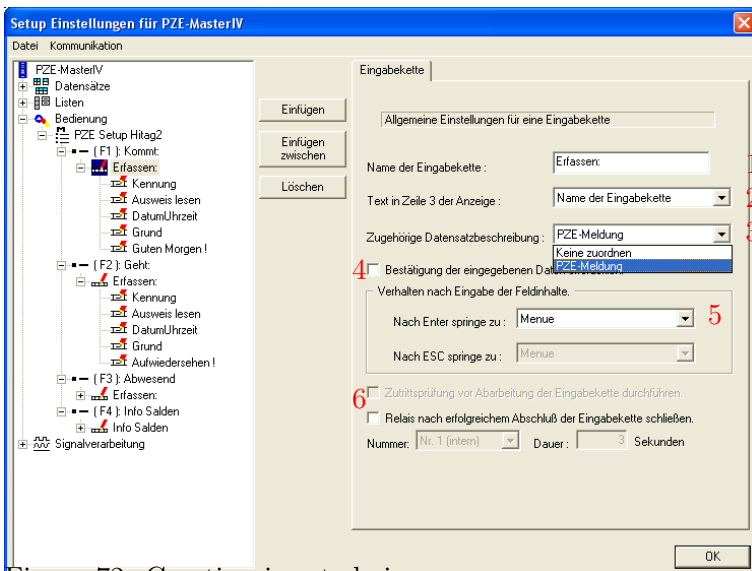 Setup Einstellungen für PZE-MasterIV
Datei Kommunikation
PZE-MasterIV
Datensätze
Listen
Bedienung
PZE Setup Hitag2
(F1): Kommt:
Erfassen:
Kennung
Ausweis lesen
DatumUhrzeit
Grund
Guten Morgen !
(F2): Geht:
Erfassen:
Kennung
Ausweis lesen
DatumUhrzeit
Grund
Aufwiedersehen !
(F3): Abwesend
Erfassen:
(F4): Info Salden
Info Salden
Signalverarbeitung
Einfügen
Einfügen
zwischen
Löschen
Eingabekette
Allgemeine Einstellungen für eine Eingabekette
Name der Eingabekette : Erfassen: 1
Text in Zeile 3 der Anzeige : Name der Eingabekette 2
Zugehörige Datensatzbeschreibung : PZE-Meldung 3
Keine zuordnen
PZE-Meldung
4 Bestätigung der eingegebenen
Verhalten nach Eingabe der Feldinhalte.
Nach Enter springe zu : Menue 5
Nach ESC springe zu : Menue
6 Zutrittsprüfung vor Abarbeitung der Eingabekette durchführen.
Relais nach erfolgreichem Abschluß der Eingabekette schließen.
Nummer: Nr. 1 (intern) Dauer : 3 Sekunden
OK